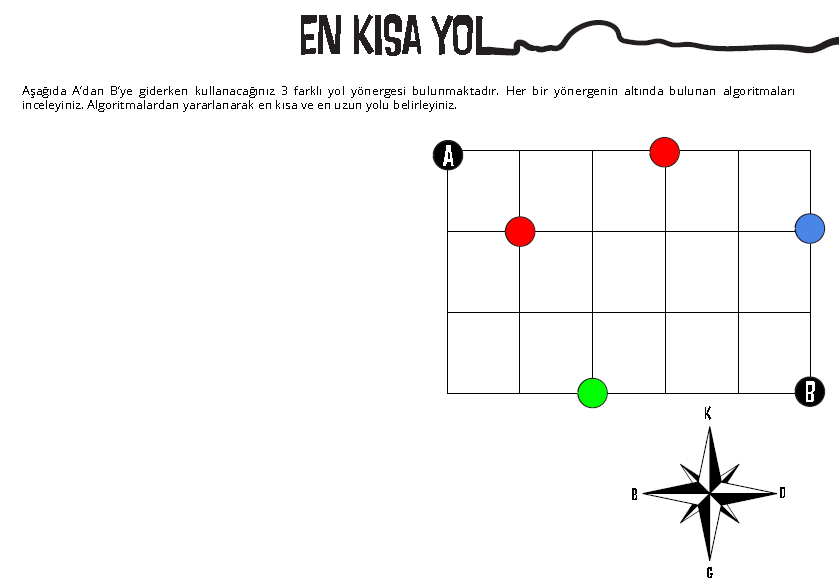 EN KISA YOL
Aşağıda A'dan B'ye giderken kullanacağınız 3 farklı yol yönergesi bulunmaktadır. Her bir yönergenin altında bulunan algoritmaları
inceleyiniz. Algoritmalardan yararlanarak en kısa ve en uzun yolu belirleyiniz.
A
B
K
B
D
G